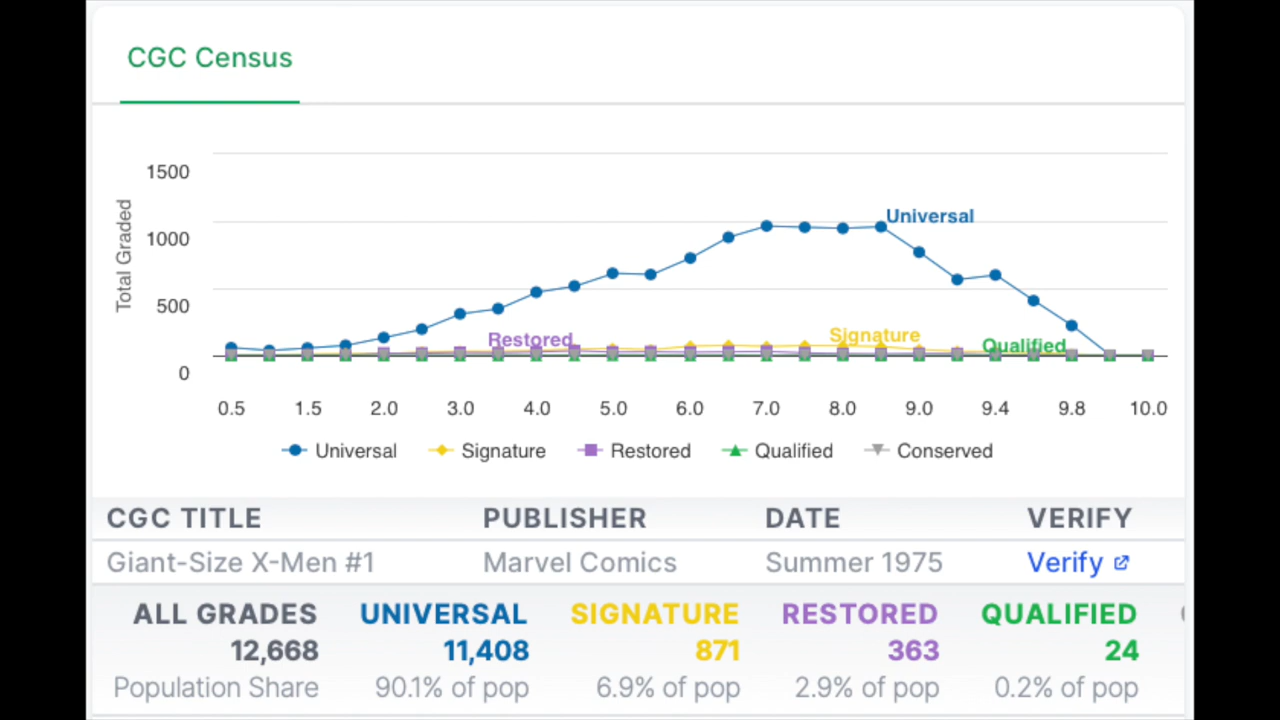 CGC Census
1500
1000
500
0
Total Graded
Universal
Restored
Signature
Qualified
0.5 1.5 2.0 3.0 4.0 5.0 6.0 7.0 8.0 9.0 9.4 9.8 10.0
Universal Signature Restored Qualified Conserved
CGC TITLE PUBLISHER DATE VERIFY
Giant-Size X-Men #1 Marvel Comics Summer 1975 Verify
ALL GRADES UNIVERSAL SIGNATURE RESTORED QUALIFIED
12,668 11,408 871 363 24
Population Share 90.1% of pop 6.9% of pop 2.9% of pop 0.2% of pop